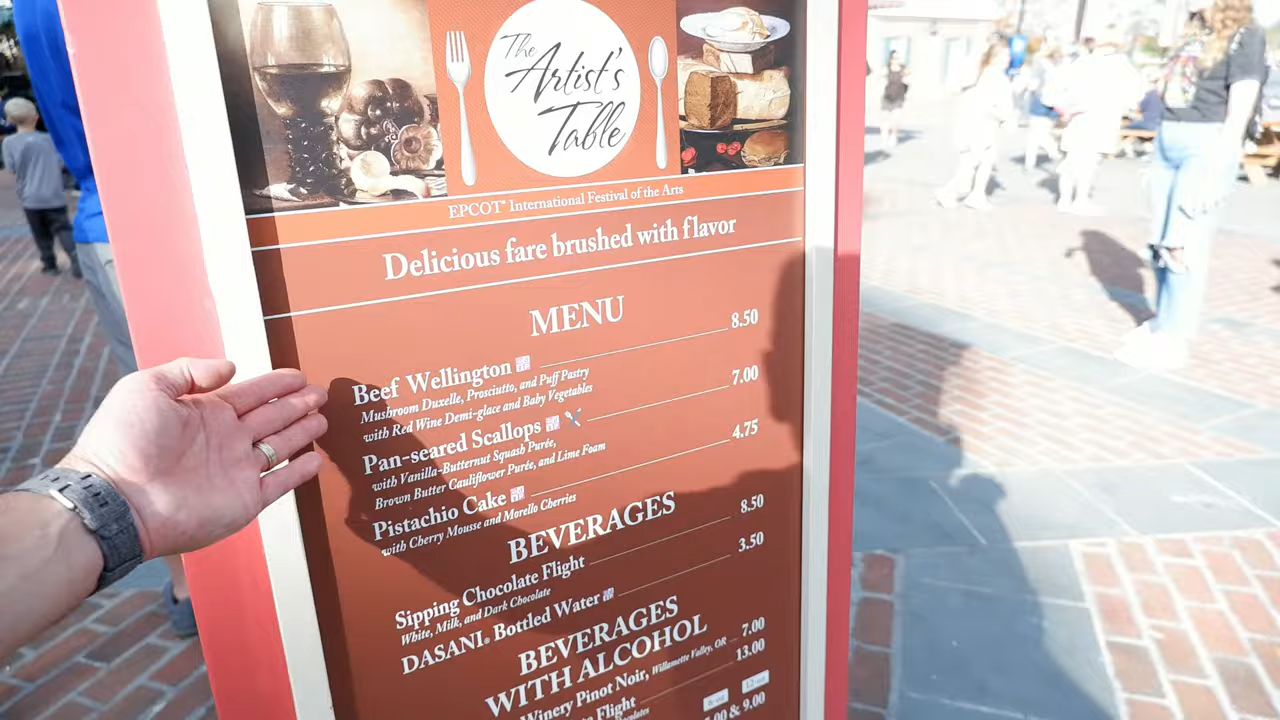 The
Artist's
Table
EPCOT® International Festival of the Arts
Delicious fare brushed with flavor
MENU
Beef Wellington 8.50
Mushroom Duxelle, Prosciutto, and Puff Pastry
with Red Wine Demi-glace and Baby Vegetables
Pan-seared Scallops 7.00
with Vanilla-Butternut Squash Purée,
Brown Butter Cauliflower Purée, and Lime Foam
Pistachio Cake 4.75
with Cherry Mousse and Morello Cherries
BEVERAGES
Sipping Chocolate Flight 8.50
White, Milk, and Dark Chocolate
DASANI® Bottled Water 3.50
BEVERAGES
WITH ALCOHOL
Winery Pinot Noir, Willamette Valley, OR 7.00
Flight 13.00
& 9.00